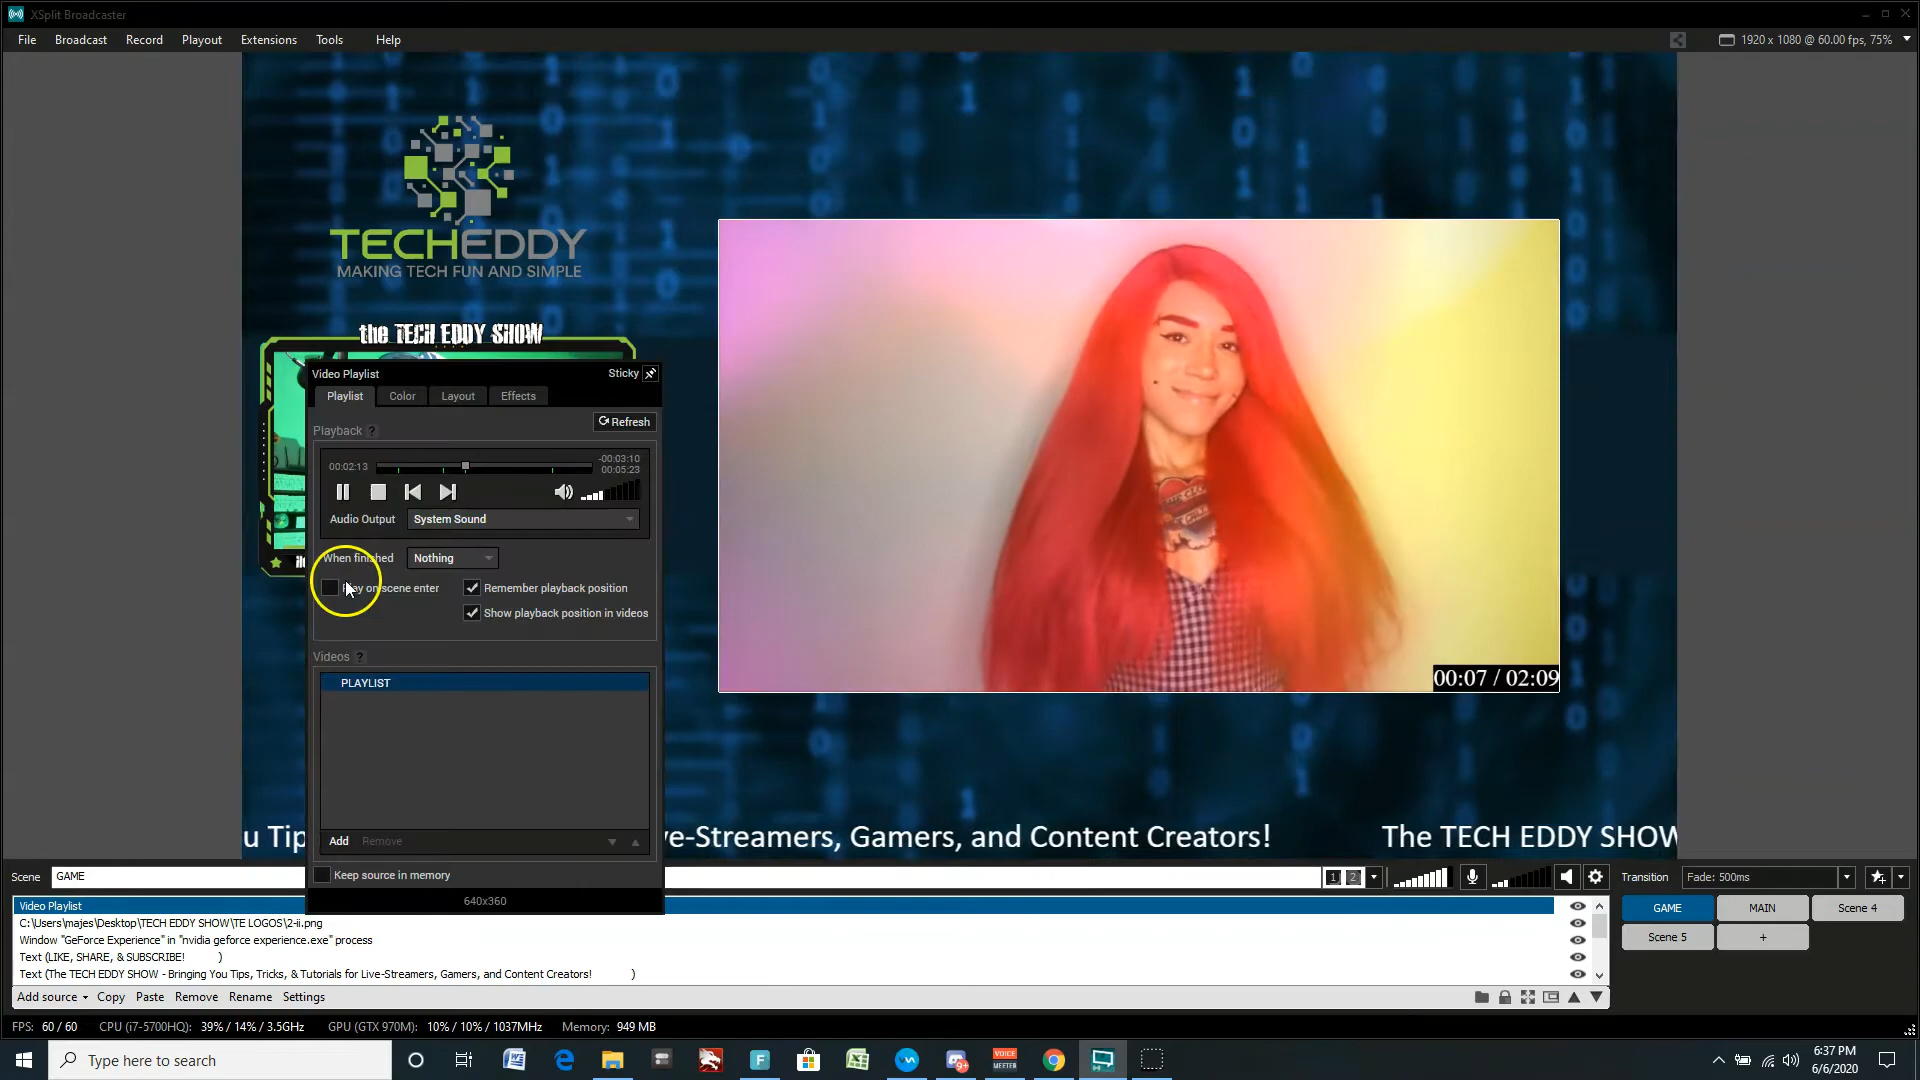 XSplit Broadcaster
File Broadcast Record Playout Extensions Tools Help 1920 x 1080 @ 60.00 fps, 75%
TECHEDDY
MAKING TECH FUN AND SIMPLE
the TECH EDDY SHOW
Video Playlist Sticky
Playlist Color Layout Effects
Refresh
Playback ?
00:02:13 -00:03:10
00:05:23
Audio Output System Sound
When finished Nothing
Play on scene enter Remember playback position
Show playback position in videos
Videos ?
PLAYLIST
Add Remove
Keep source in memory
640x360
00:07 / 02:09
u Tip ve-Streamers, Gamers, and Content Creators! The TECH EDDY SHOW
Scene GAME 1 2 Transition Fade: 500ms
Video Playlist
C:\Users\majes\Desktop\TECH EDDY SHOW\TE LOGOS\2-ii.png
Window "GeForce Experience" in "nvidia geforce experience.exe" process
Text (LIKE, SHARE, & SUBSCRIBE! )
Text (The TECH EDDY SHOW - Bringing You Tips, Tricks, & Tutorials for Live-Streamers, Gamers, and Content Creators! )
GAME MAIN Scene 4
Scene 5 +
Add source Copy Paste Remove Rename Settings
FPS: 60 / 60 CPU (i7-5700HQ): 39% / 14% / 3.5GHz GPU (GTX 970M): 10% / 10% / 1037MHz Memory: 949 MB
Type here to search
VOICE
MEETER
6:37 PM
6/6/2020